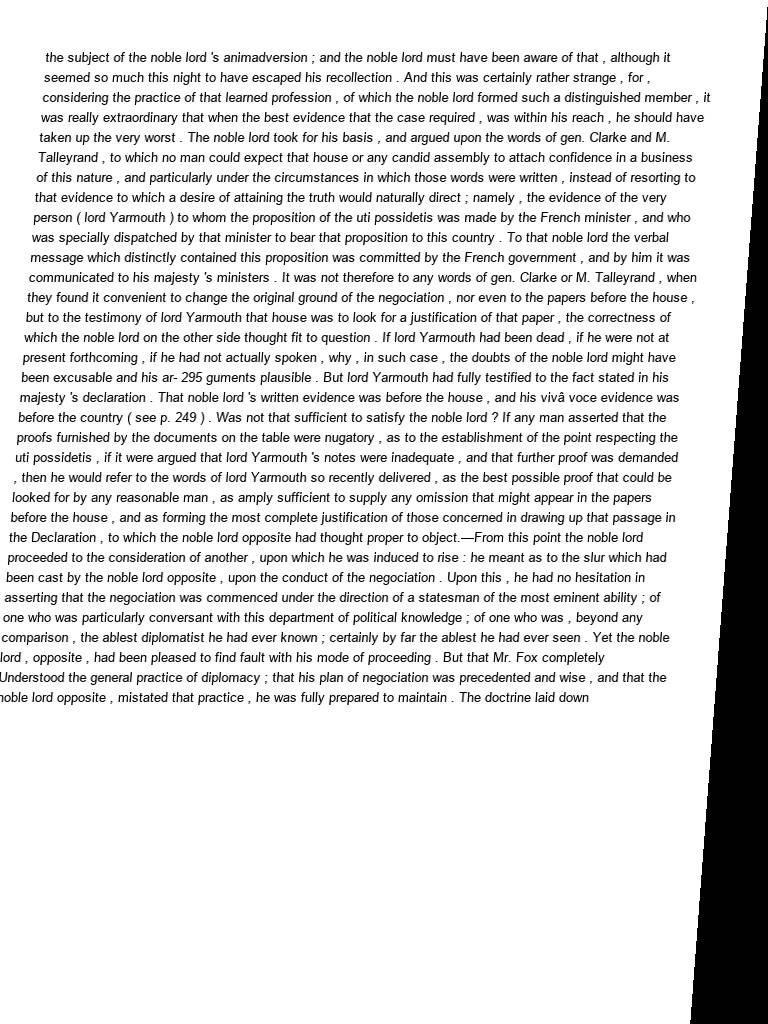 the subject of the noble lord 's animadversion ; and the noble lord must have been aware of that , although it
seemed so much this night to have escaped his recollection . And this was certainly rather strange , for ,
considering the practice of that learned profession , of which the noble lord formed such a distinguished member , it
was really extraordinary that when the best evidence that the case required , was within his reach , he should have
taken up the very worst . The noble lord took for his basis , and argued upon the words of gen. Clarke and M.
Talleyrand , to which no man could expect that house or any candid assembly to attach confidence in a business
of this nature , and particularly under the circumstances in which those words were written , instead of resorting to
that evidence to which a desire of attaining the truth would naturally direct ; namely , the evidence of the very
person ( lord Yarmouth ) to whom the proposition of the uti possidetis was made by the French minister , and who
was specially dispatched by that minister to bear that proposition to this country . To that noble lord the verbal
message which distinctly contained this proposition was committed by the French government , and by him it was
communicated to his majesty 's ministers . It was not therefore to any words of gen. Clarke or M. Talleyrand , when
they found it convenient to change the original ground of the negociation , nor even to the papers before the house ,
but to the testimony of lord Yarmouth that house was to look for a justification of that paper , the correctness of
which the noble lord on the other side thought fit to question . If lord Yarmouth had been dead , if he were not at
present forthcoming , if he had not actually spoken , why , in such case , the doubts of the noble lord might have
been excusable and his ar- 295 guments plausible . But lord Yarmouth had fully testified to the fact stated in his
majesty 's declaration . That noble lord 's written evidence was before the house , and his vivâ voce evidence was
before the country ( see p. 249 ) . Was not that sufficient to satisfy the noble lord ? If any man asserted that the
proofs furnished by the documents on the table were nugatory , as to the establishment of the point respecting the
uti possidetis , if it were argued that lord Yarmouth 's notes were inadequate , and that further proof was demanded
, then he would refer to the words of lord Yarmouth so recently delivered , as the best possible proof that could be
looked for by any reasonable man , as amply sufficient to supply any omission that might appear in the papers
before the house , and as forming the most complete justification of those concerned in drawing up that passage in
the Declaration , to which the noble lord opposite had thought proper to object.—From this point the noble lord
proceeded to the consideration of another , upon which he was induced to rise : he meant as to the slur which had
been cast by the noble lord opposite , upon the conduct of the negociation . Upon this , he had no hesitation in
asserting that the negociation was commenced under the direction of a statesman of the most eminent ability ; of
one who was particularly conversant with this department of political knowledge ; of one who was , beyond any
comparison , the ablest diplomatist he had ever known ; certainly by far the ablest he had ever seen . Yet the noble
lord , opposite , had been pleased to find fault with his mode of proceeding . But that Mr. Fox completely
Understood the general practice of diplomacy ; that his plan of negociation was precedented and wise , and that the
noble lord opposite , mistated that practice , he was fully prepared to maintain . The doctrine laid down